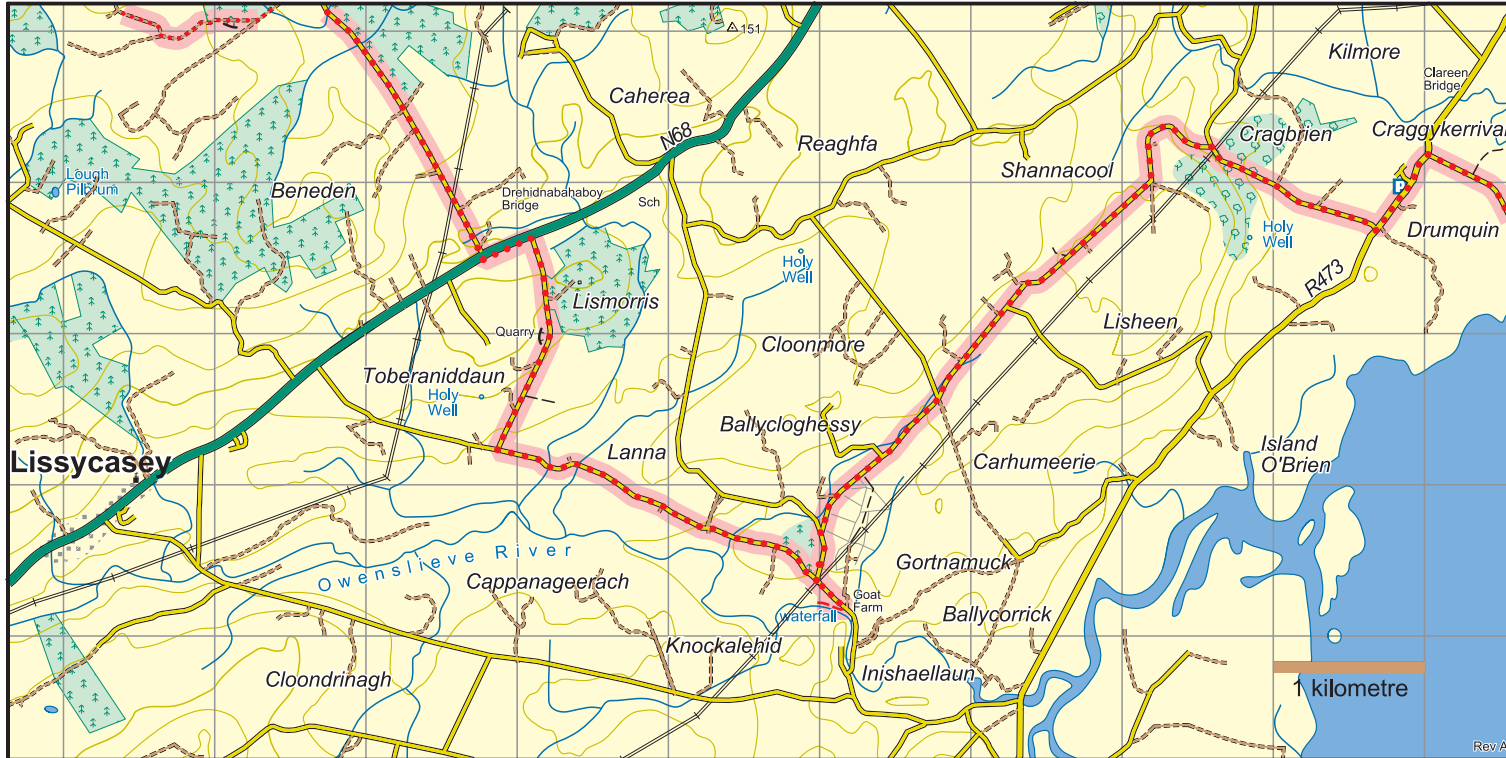 151
Kilmore
Clareen
Bridge
Caherea
N68
Reaghfa
Cragbrien
Craggykerrivan
Shannacool
Lough
Pilbrum
Beneden
Drehidnabahaboy
Bridge
Sch
P
Drumquin
Holy
Well
Holy
Well
Lismorris
R473
Quarry
Cloonmore
Lisheen
Toberaniddaun
Holy
Well
Ballycloghessy
Lissycasey
Lanna
Carhumeerie
Island
O'Brien
Owenslieve River
Cappanageerach
Gortnamuck
Goat
Farm
waterfall
Ballycorrick
Knockalehid
Inishaellaun
Cloondrinagh
1 kilometre
Rev A